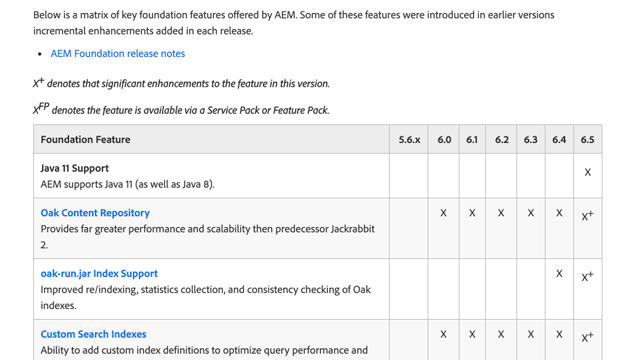 Below is a matrix of key foundation features offered by AEM. Some of these features were introduced in earlier versions
incremental enhancements added in each release.
• AEM Foundation release notes
X+ denotes that significant enhancements to the feature in this version.
XFP denotes the feature is available via a Service Pack or Feature Pack.
Foundation Feature 5.6.x 6.0 6.1 6.2 6.3 6.4 6.5
Java 11 Support
AEM supports Java 11 (as well as Java 8). X
Oak Content Repository X X X X X X+
Provides far greater performance and scalability then predecessor Jackrabbit
2.
oak-run.jar Index Support X X+
Improved re/indexing, statistics collection, and consistency checking of Oak
indexes.
Custom Search Indexes X X X X X X+
Ability to add custom index definitions to optimize query performance and